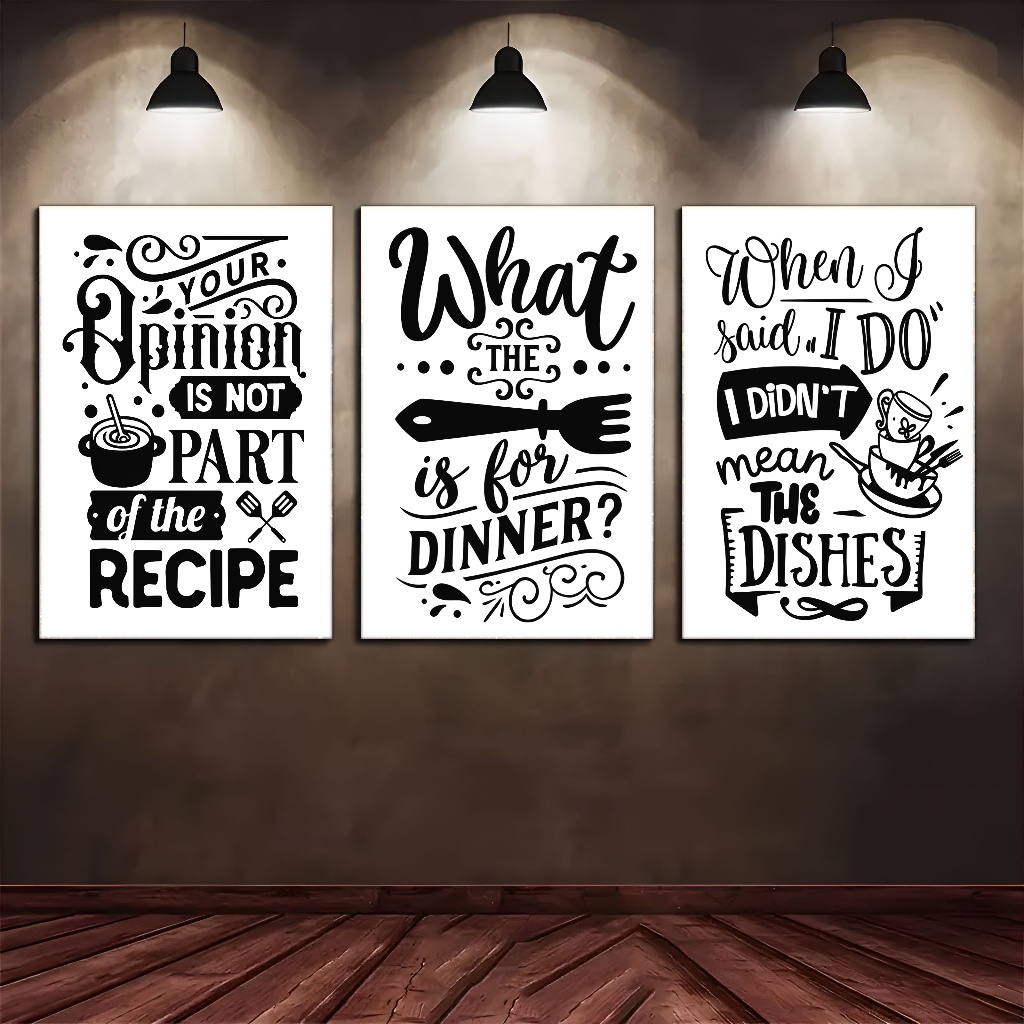 YOUR
Opinion
IS NOT
PART
of the
RECIPE
What
THE
is for
DINNER?
When I
said „I DO"
I DIDN'T
mean
THE
DISHES